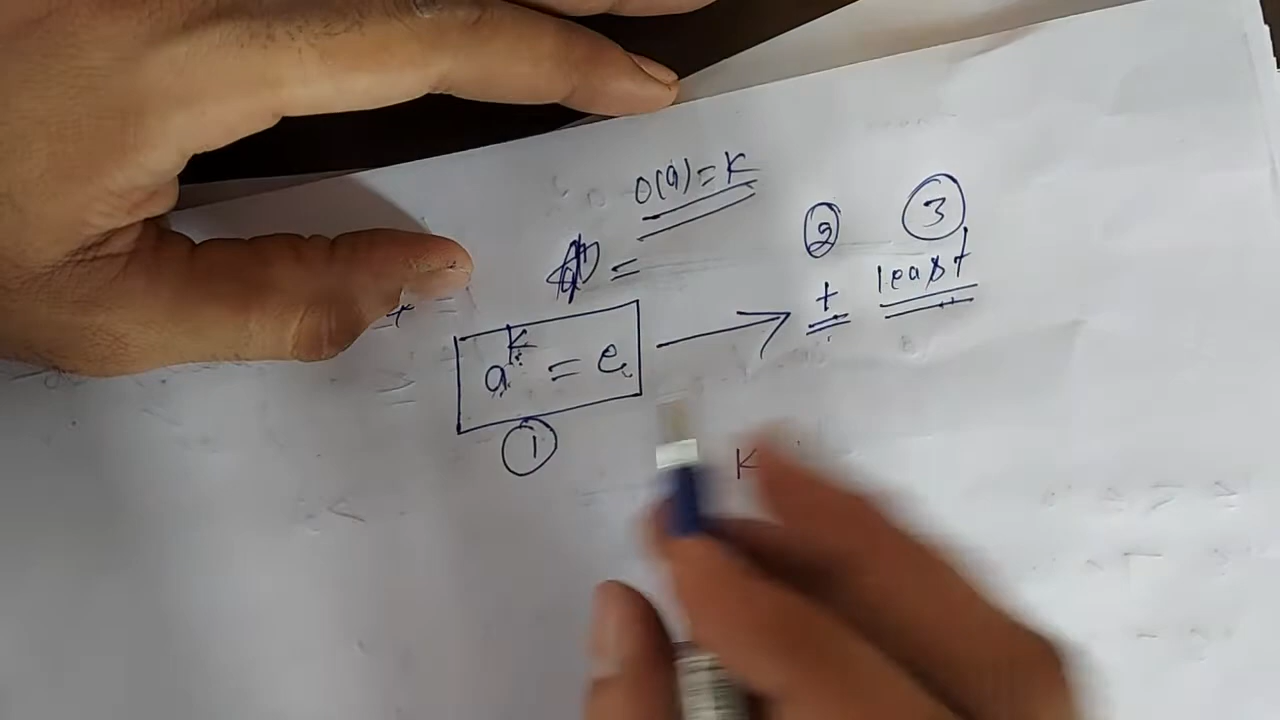 o(a) = K
=
② ③
+ least
a^K = e
①
K